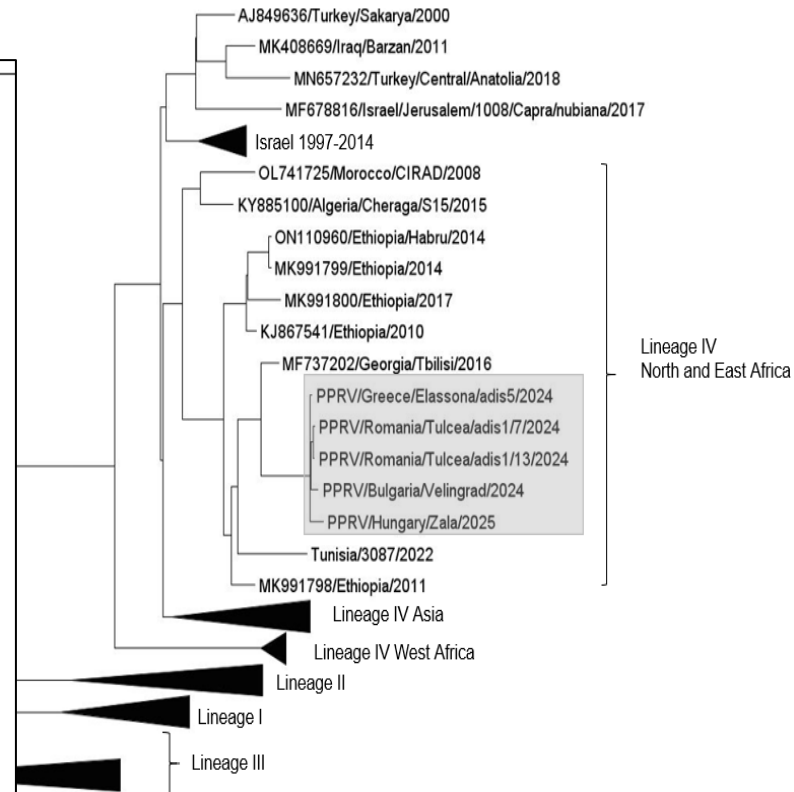 AJ849636/Turkey/Sakarya/2000
MK408669/Iraq/Barzan/2011
MN657232/Turkey/Central/Anatolia/2018
MF678816/Israel/Jerusalem/1008/Capra/nubiana/2017
Israel 1997-2014
OL741725/Morocco/CIRAD/2008
KY885100/Algeria/Cheraga/S15/2015
ON110960/Ethiopia/Habru/2014
MK991799/Ethiopia/2014
MK991800/Ethiopia/2017
KJ867541/Ethiopia/2010
MF737202/Georgia/Tbilisi/2016
PPRV/Greece/Elassona/adis5/2024
PPRV/Romania/Tulcea/adis1/7/2024
PPRV/Romania/Tulcea/adis1/13/2024
PPRV/Bulgaria/Velingrad/2024
PPRV/Hungary/Zala/2025
Tunisia/3087/2022
MK991798/Ethiopia/2011
Lineage IV
North and East Africa
Lineage IV Asia
Lineage IV West Africa
Lineage II
Lineage I
Lineage III